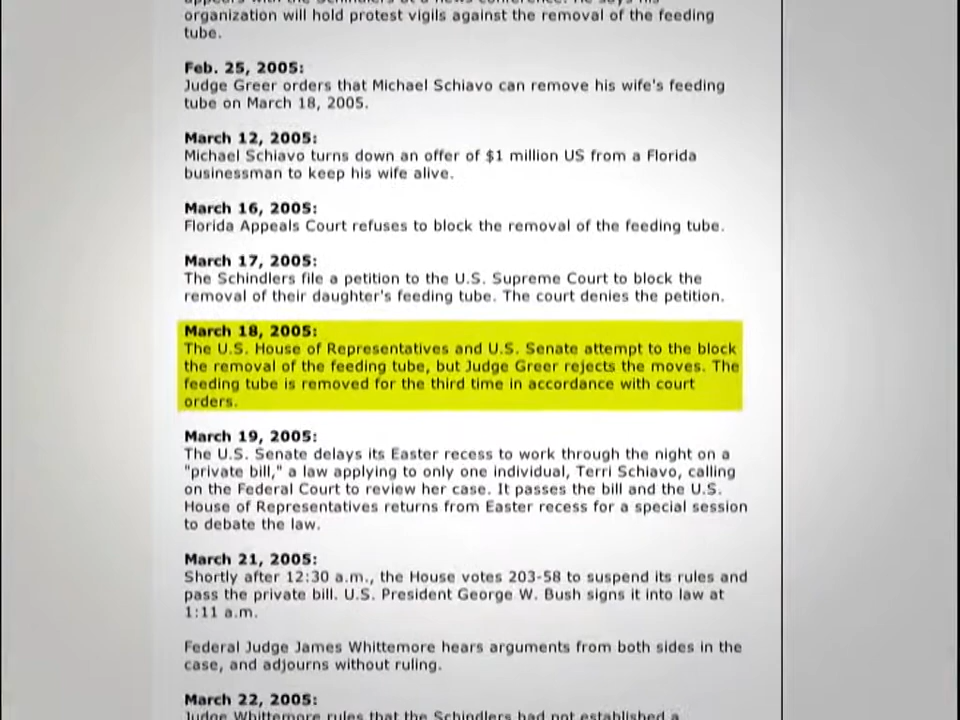 organization will hold protest vigils against the removal of the feeding
tube.
Feb. 25, 2005:
Judge Greer orders that Michael Schiavo can remove his wife's feeding
tube on March 18, 2005.
March 12, 2005:
Michael Schiavo turns down an offer of $1 million US from a Florida
businessman to keep his wife alive.
March 16, 2005:
Florida Appeals Court refuses to block the removal of the feeding tube.
March 17, 2005:
The Schindlers file a petition to the U.S. Supreme Court to block the
removal of their daughter's feeding tube. The court denies the petition.
March 18, 2005:
The U.S. House of Representatives and U.S. Senate attempt to the block
the removal of the feeding tube, but Judge Greer rejects the moves. The
feeding tube is removed for the third time in accordance with court
orders.
March 19, 2005:
The U.S. Senate delays its Easter recess to work through the night on a
"private bill," a law applying to only one individual, Terri Schiavo, calling
on the Federal Court to review her case. It passes the bill and the U.S.
House of Representatives returns from Easter recess for a special session
to debate the law.
March 21, 2005:
Shortly after 12:30 a.m., the House votes 203-58 to suspend its rules and
pass the private bill. U.S. President George W. Bush signs it into law at
1:11 a.m.
Federal Judge James Whittemore hears arguments from both sides in the
case, and adjourns without ruling.
March 22, 2005:
Judge Whittemore rules that the Schindlers had not established a